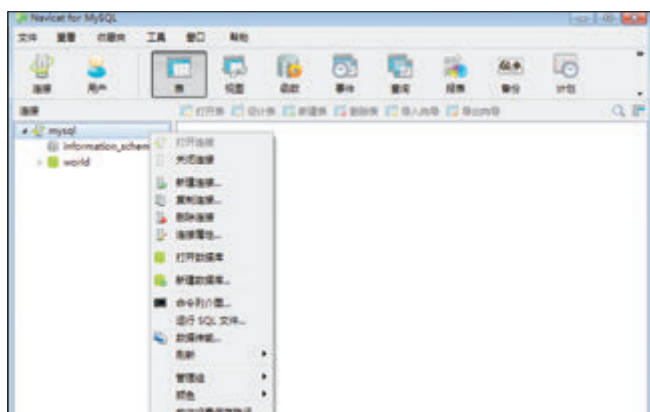 Navicat for MySQL
文件 查看 收藏夹 工具 窗口 帮助
连接 用户 表 视图 函数 事件 查询 报表 备份 计划
连接 打开表 设计表 新建表 删除表 导入向导 导出向导
mysql
information_schem
world
打开连接
关闭连接
新建连接...
复制连接...
删除连接
连接属性...
打开数据库
新建数据库...
命令列介面...
运行 SQL 文件...
数据传输...
刷新
管理组
颜色